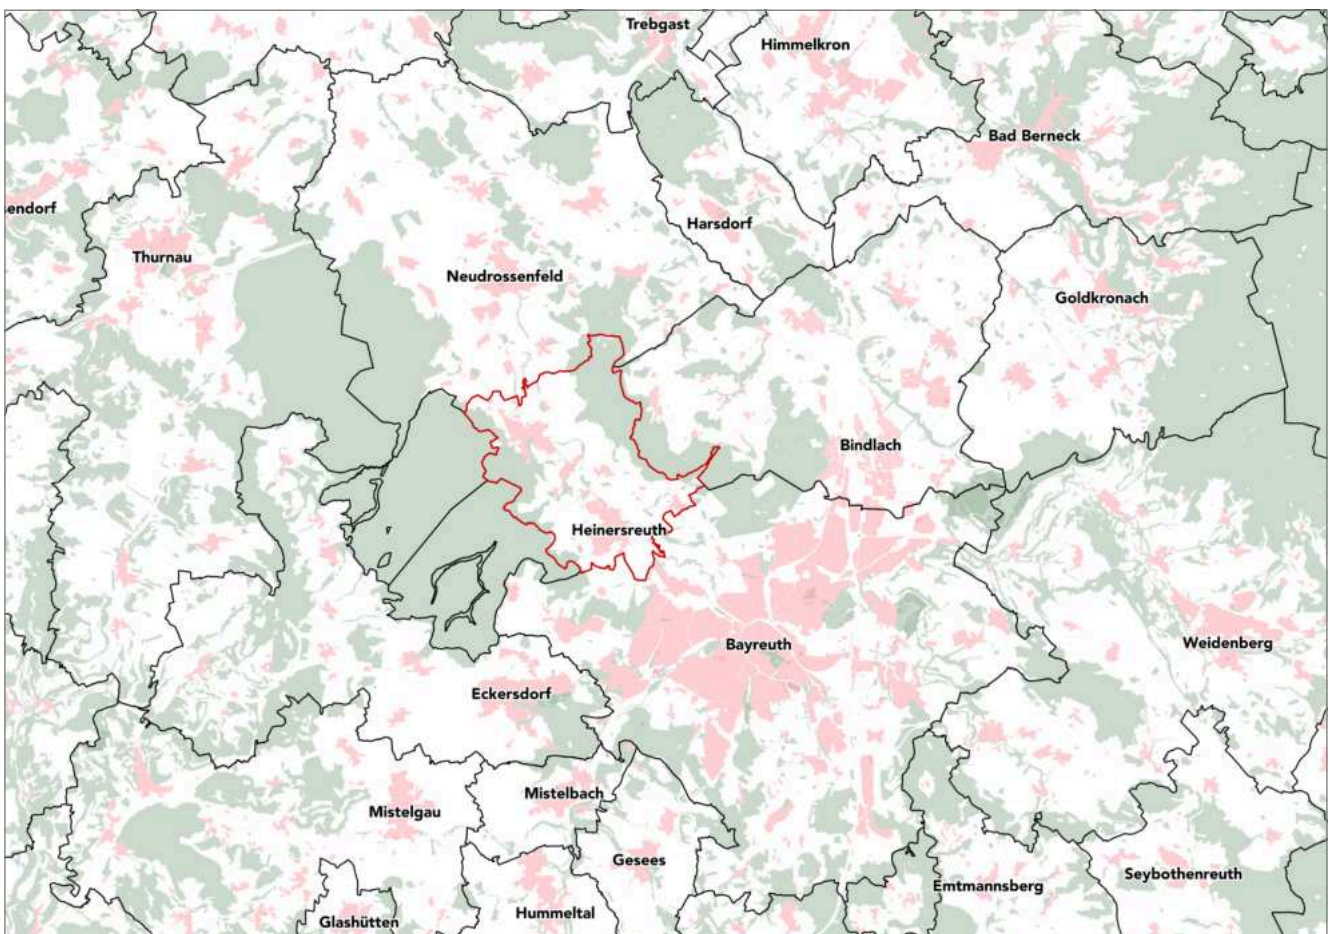 Trebgast
Himmelkron
Bad Berneck
sendorf
Harsdorf
Thurnau
Neudrossenfeld
Goldkronach
Bindlach
Heinersreuth
Bayreuth
Weidenberg
Eckersdorf
Mistelbach
Mistelgau
Gesees
Seybothenreuth
Emtmannsberg
Hummeltal
Glashütten